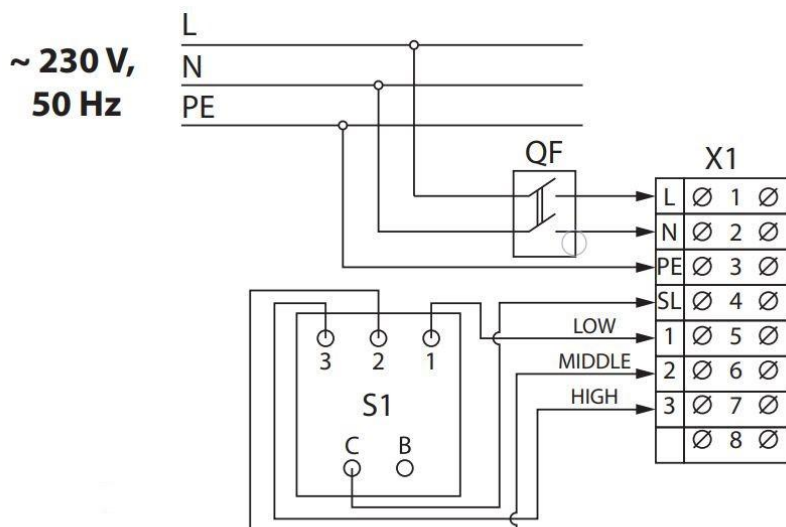 L
~ 230 V,
N
50 Hz
PE
QF
X1
L Ø 1 Ø
N Ø 2 Ø
PE Ø 3 Ø
SL Ø 4 Ø
LOW
1 Ø 5 Ø
3 2 1
MIDDLE
2 Ø 6 Ø
S1
HIGH
3 Ø 7 Ø
Ø 8 Ø
C B